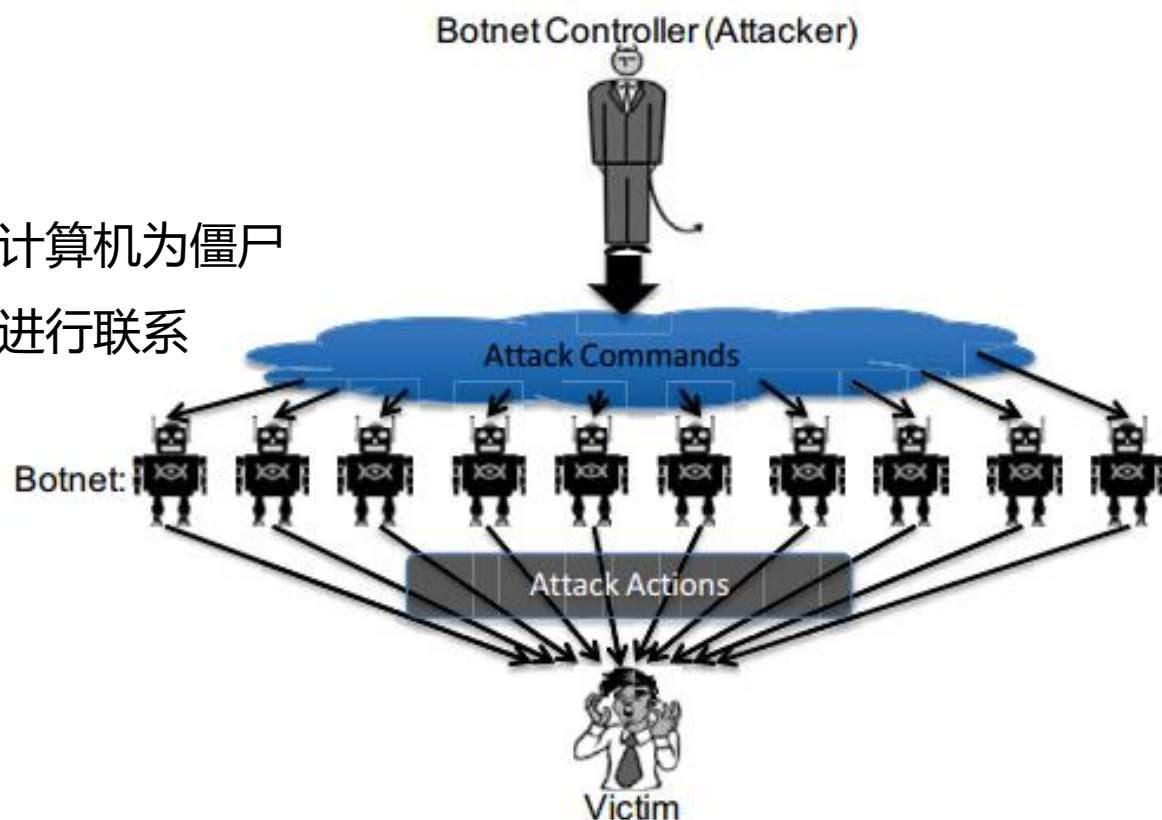 Botnet Controller (Attacker)
计算机为僵尸
进行联系
Attack Commands
Botnet:
Attack Actions
Victim